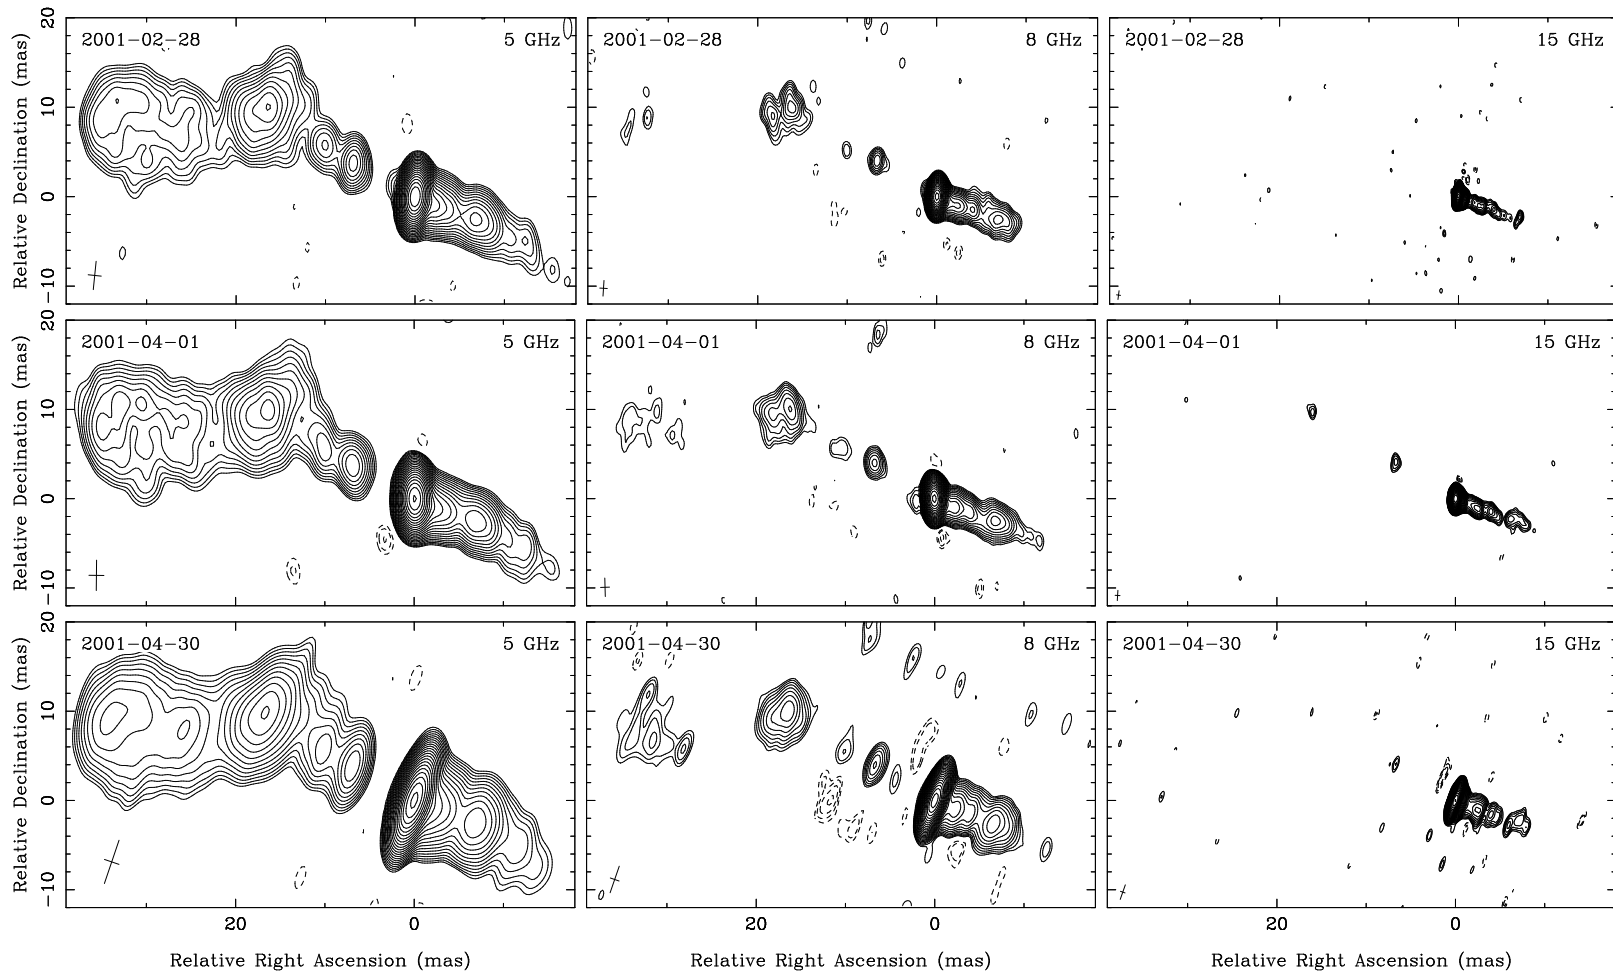 2001-02-28 5 GHz 2001-02-28 8 GHz 2001-02-28 15 GHz
Relative Declination (mas)
20
10
0
-10
2001-04-01 5 GHz 2001-04-01 8 GHz 2001-04-01 15 GHz
Relative Declination (mas)
20
10
0
-10
2001-04-30 5 GHz 2001-04-30 8 GHz 2001-04-30 15 GHz
Relative Declination (mas)
20
10
0
-10
20 0 20 0 20 0
Relative Right Ascension (mas) Relative Right Ascension (mas) Relative Right Ascension (mas)